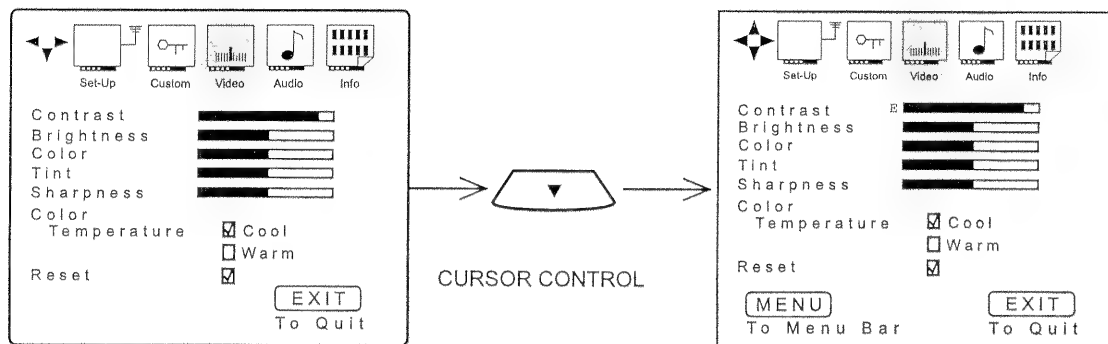 Set-Up Custom Video Audio Info
Contrast
Brightness
Color
Tint
Sharpness
Color
Temperature Cool
Warm
Reset
EXIT
To Quit
CURSOR CONTROL
Set-Up Custom Video Audio Info
Contrast E
Brightness
Color
Tint
Sharpness
Color
Temperature Cool
Warm
Reset
MENU EXIT
To Menu Bar To Quit